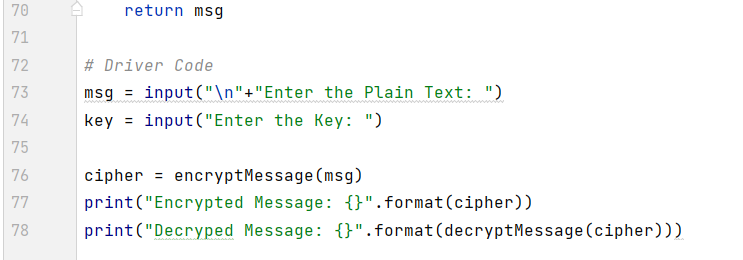 70 return msg
71
72 # Driver Code
73 msg = input("\n"+"Enter the Plain Text: ")
74 key = input("Enter the Key: ")
75
76 cipher = encryptMessage(msg)
77 print("Encrypted Message: {}".format(cipher))
78 print("Decryped Message: {}".format(decryptMessage(cipher)))